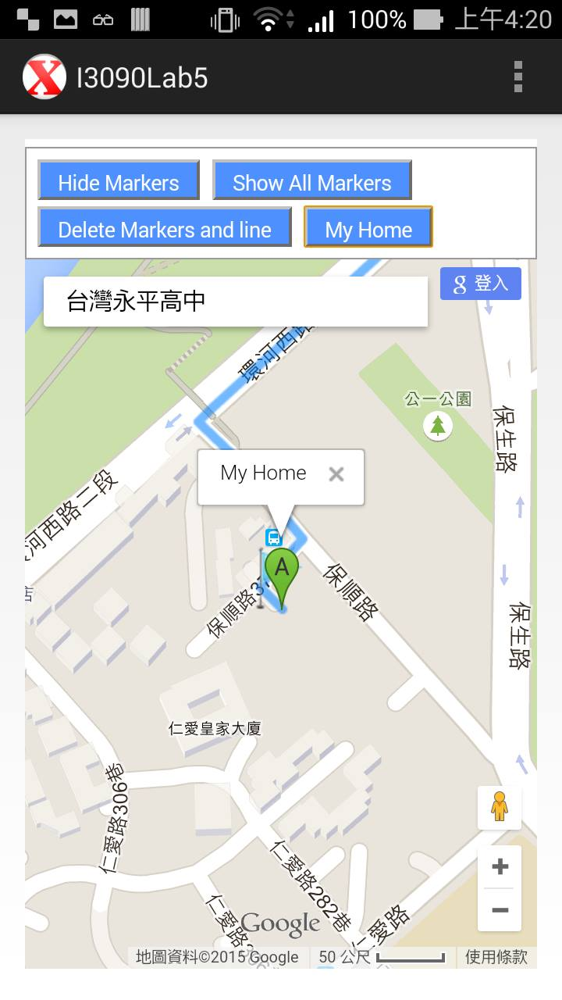 100% 上午4:20
I3090Lab5
Hide Markers
Show All Markers
Delete Markers and line
My Home
台灣永平高中
g 登入
環河西路
公一公園
保生路
My Home
河西路二段
店
A
保順路
保順路37
保生路
仁愛皇家大廈
仁愛路306巷
仁愛路282巷
仁愛路
愛路
Google
地圖資料©2015 Google
50 公尺
使用條款